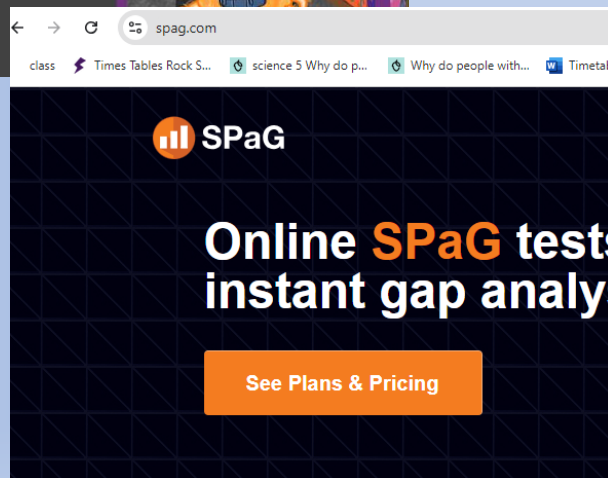 spag.com
class Times Tables Rock S... science 5 Why do p... Why do people with... Timetal
SPaG
Online SPaG tests
instant gap analys
See Plans & Pricing